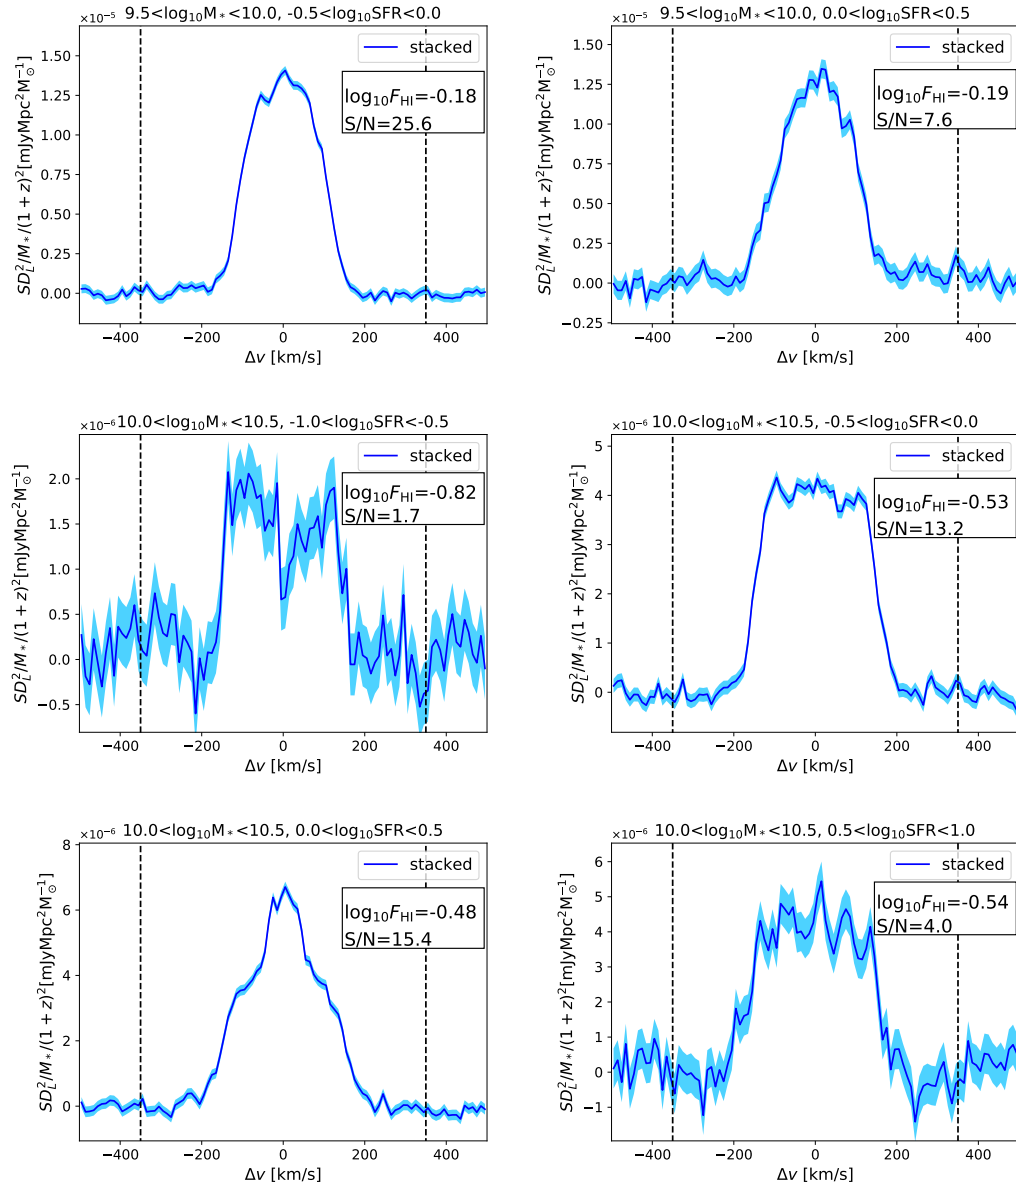 ×10⁻⁵ 9.5<log₁₀M∗<10.0, -0.5<log₁₀SFR<0.0
stacked
log₁₀F_HI=-0.18
S/N=25.6
1.50
1.25
1.00
0.75
0.50
0.25
0.00
SD_L²/M∗/(1 + z)²[mJyMpc²M_⊙⁻¹]
−400 −200 0 200 400
Δv [km/s]
×10⁻⁵ 9.5<log₁₀M∗<10.0, 0.0<log₁₀SFR<0.5
stacked
log₁₀F_HI=-0.19
S/N=7.6
1.50
1.25
1.00
0.75
0.50
0.25
0.00
−0.25
SD_L²/M∗/(1 + z)²[mJyMpc²M_⊙⁻¹]
−400 −200 0 200 400
Δv [km/s]
×10⁻⁶ 10.0<log₁₀M∗<10.5, -1.0<log₁₀SFR<-0.5
stacked
log₁₀F_HI=-0.82
S/N=1.7
2.0
1.5
1.0
0.5
0.0
−0.5
SD_L²/M∗/(1 + z)²[mJyMpc²M_⊙⁻¹]
−400 −200 0 200 400
Δv [km/s]
×10⁻⁶ 10.0<log₁₀M∗<10.5, -0.5<log₁₀SFR<0.0
stacked
log₁₀F_HI=-0.53
S/N=13.2
5
4
3
2
1
0
SD_L²/M∗/(1 + z)²[mJyMpc²M_⊙⁻¹]
−400 −200 0 200 400
Δv [km/s]
×10⁻⁶ 10.0<log₁₀M∗<10.5, 0.0<log₁₀SFR<0.5
stacked
log₁₀F_HI=-0.48
S/N=15.4
8
6
4
2
0
SD_L²/M∗/(1 + z)²[mJyMpc²M_⊙⁻¹]
−400 −200 0 200 400
Δv [km/s]
×10⁻⁶ 10.0<log₁₀M∗<10.5, 0.5<log₁₀SFR<1.0
stacked
log₁₀F_HI=-0.54
S/N=4.0
6
5
4
3
2
1
0
−1
SD_L²/M∗/(1 + z)²[mJyMpc²M_⊙⁻¹]
−400 −200 0 200 400
Δv [km/s]